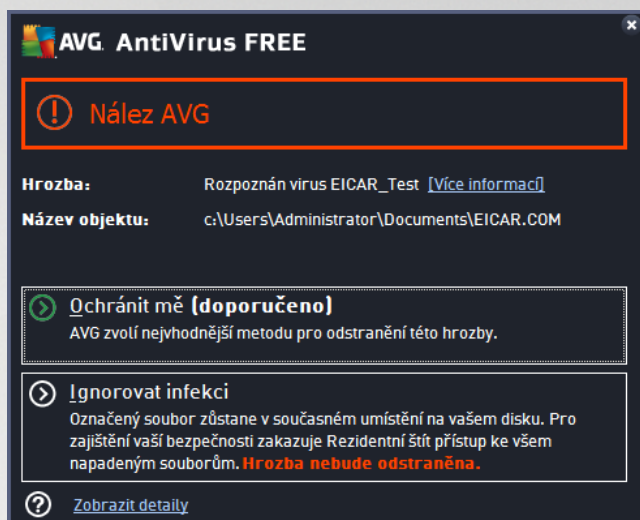 AVG. AntiVirus FREE
Nález AVG
Hrozba: Rozpoznán virus EICAR_Test [Více informací]
Název objektu: c:\Users\Administrator\Documents\EICAR.COM
Ochránit mě (doporučeno)
AVG zvolí nejvhodnější metodu pro odstranění této hrozby.
Ignorovat infekci
Označený soubor zůstane v současném umístění na vašem disku. Pro
zajištění vaší bezpečnosti zakazuje Rezidentní štít přístup ke všem
napadeným souborům. Hrozba nebude odstraněna.
Zobrazit detaily